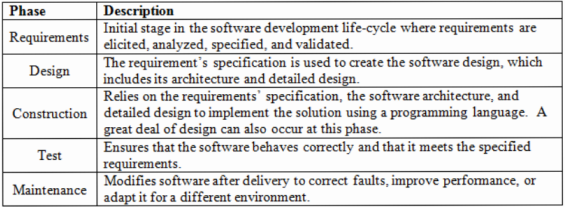 Phase Description
Requirements
Initial stage in the software development life-cycle where requirements are
elicited, analyzed, specified, and validated.
Design
The requirement's specification is used to create the software design, which
includes its architecture and detailed design.
Construction
Relies on the requirements' specification, the software architecture, and
detailed design to implement the solution using a programming language. A
great deal of design can also occur at this phase.
Test
Ensures that the software behaves correctly and that it meets the specified
requirements.
Maintenance
Modifies software after delivery to correct faults, improve performance, or
adapt it for a different environment.